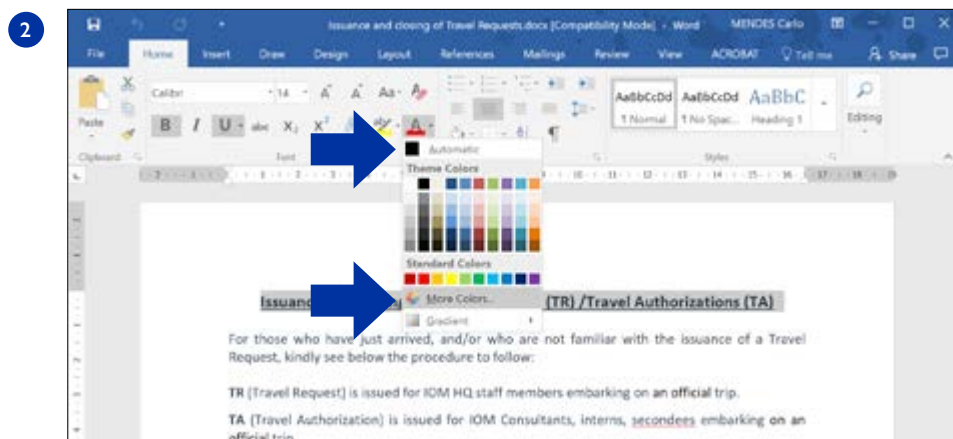 2
Issuance and closing of Travel Requests.docx [Compatibility Mode] - Word MENDES Carlo
File Home Insert Draw Design Layout References Mailings Review View ACROBAT Tell me Share
Calibri 14 A A Aa
Paste
B I U abc X₂ X² A
AaBbCcDd AaBbCcDd AaBbC
¶ Normal ¶ No Spac... Heading 1
Editing
Clipboard Font Styles
Automatic
Theme Colors
Standard Colors
More Colors...
Gradient
Issuanc (TR) /Travel Authorizations (TA)
For those who have just arrived, and/or who are not familiar with the issuance of a Travel
Request, kindly see below the procedure to follow:
TR (Travel Request) is issued for IOM HQ staff members embarking on an official trip.
TA (Travel Authorization) is issued for IOM Consultants, interns, secondees embarking on an
official trip.